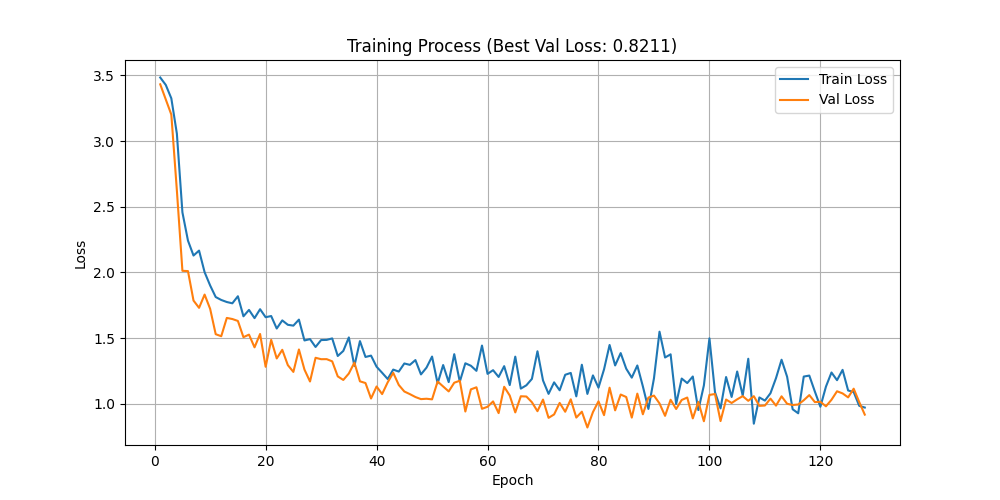 Training Process (Best Val Loss: 0.8211)
Train Loss
Val Loss
3.5
3.0
2.5
2.0
1.5
1.0
Loss
0 20 40 60 80 100 120
Epoch